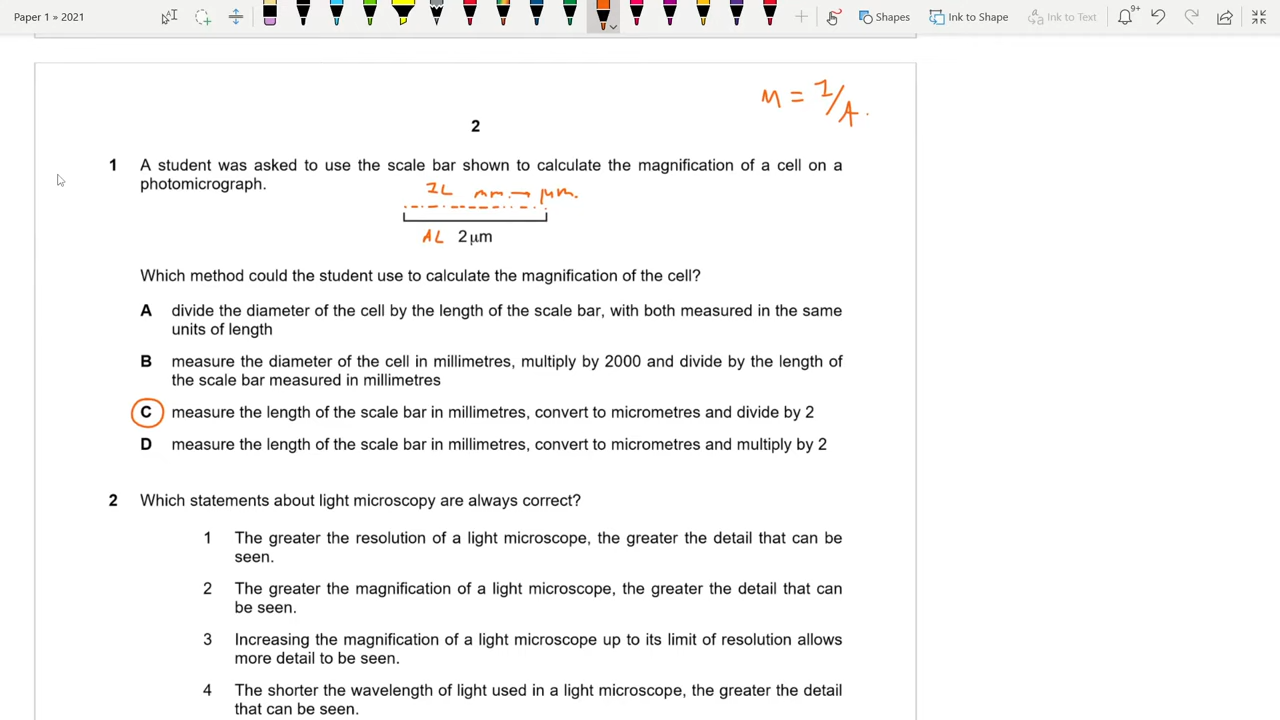 Paper 1 » 2021
Shapes
Ink to Shape
Ink to Text
9+
M = I/A.
2
1 A student was asked to use the scale bar shown to calculate the magnification of a cell on a
photomicrograph.
IL mm. → μm.
AL 2 μm
Which method could the student use to calculate the magnification of the cell?
A divide the diameter of the cell by the length of the scale bar, with both measured in the same
units of length
B measure the diameter of the cell in millimetres, multiply by 2000 and divide by the length of
the scale bar measured in millimetres
C measure the length of the scale bar in millimetres, convert to micrometres and divide by 2
D measure the length of the scale bar in millimetres, convert to micrometres and multiply by 2
2 Which statements about light microscopy are always correct?
1 The greater the resolution of a light microscope, the greater the detail that can be
seen.
2 The greater the magnification of a light microscope, the greater the detail that can
be seen.
3 Increasing the magnification of a light microscope up to its limit of resolution allows
more detail to be seen.
4 The shorter the wavelength of light used in a light microscope, the greater the detail
that can be seen.